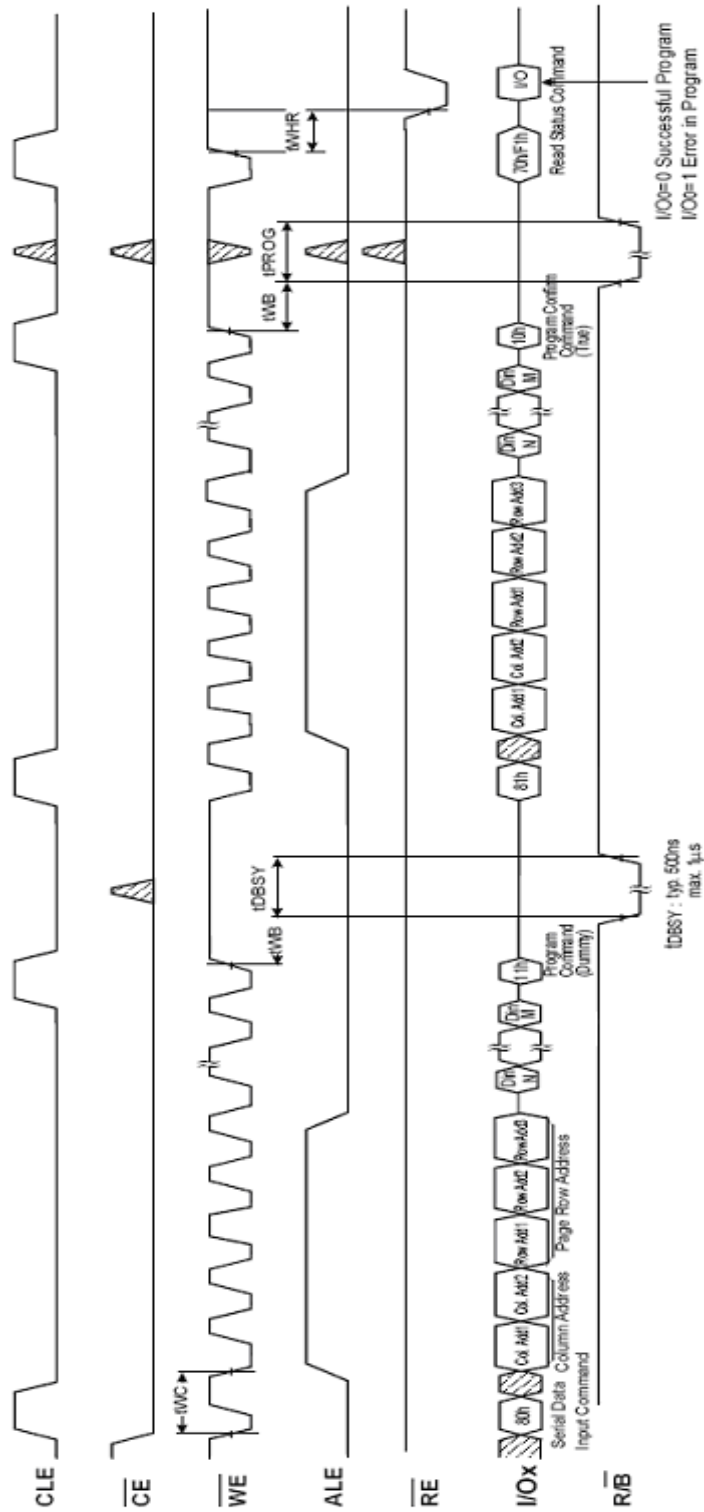 CLE
CE
WE
ALE
RE
I/Ox
R/B
tWC
tWB
tDBSY
tWB
tPROG
tWHR
80h
Col. Add1
Col. Add2
Row Add1
Row Add2
Row Add3
Din
N
Din
M
11h
81h
Col. Add1
Col. Add2
Row Add1
Row Add2
Row Add3
Din
N
Din
M
10h
70h/F1h
I/O
Serial Data
Input Command
Column Address
Page Row Address
Program
Command
(Dummy)
Program Confirm
Command
(True)
Read Status Command
tDBSY : typ. 500ns
max. 1μs
I/O0=0 Successful Program
I/O0=1 Error in Program